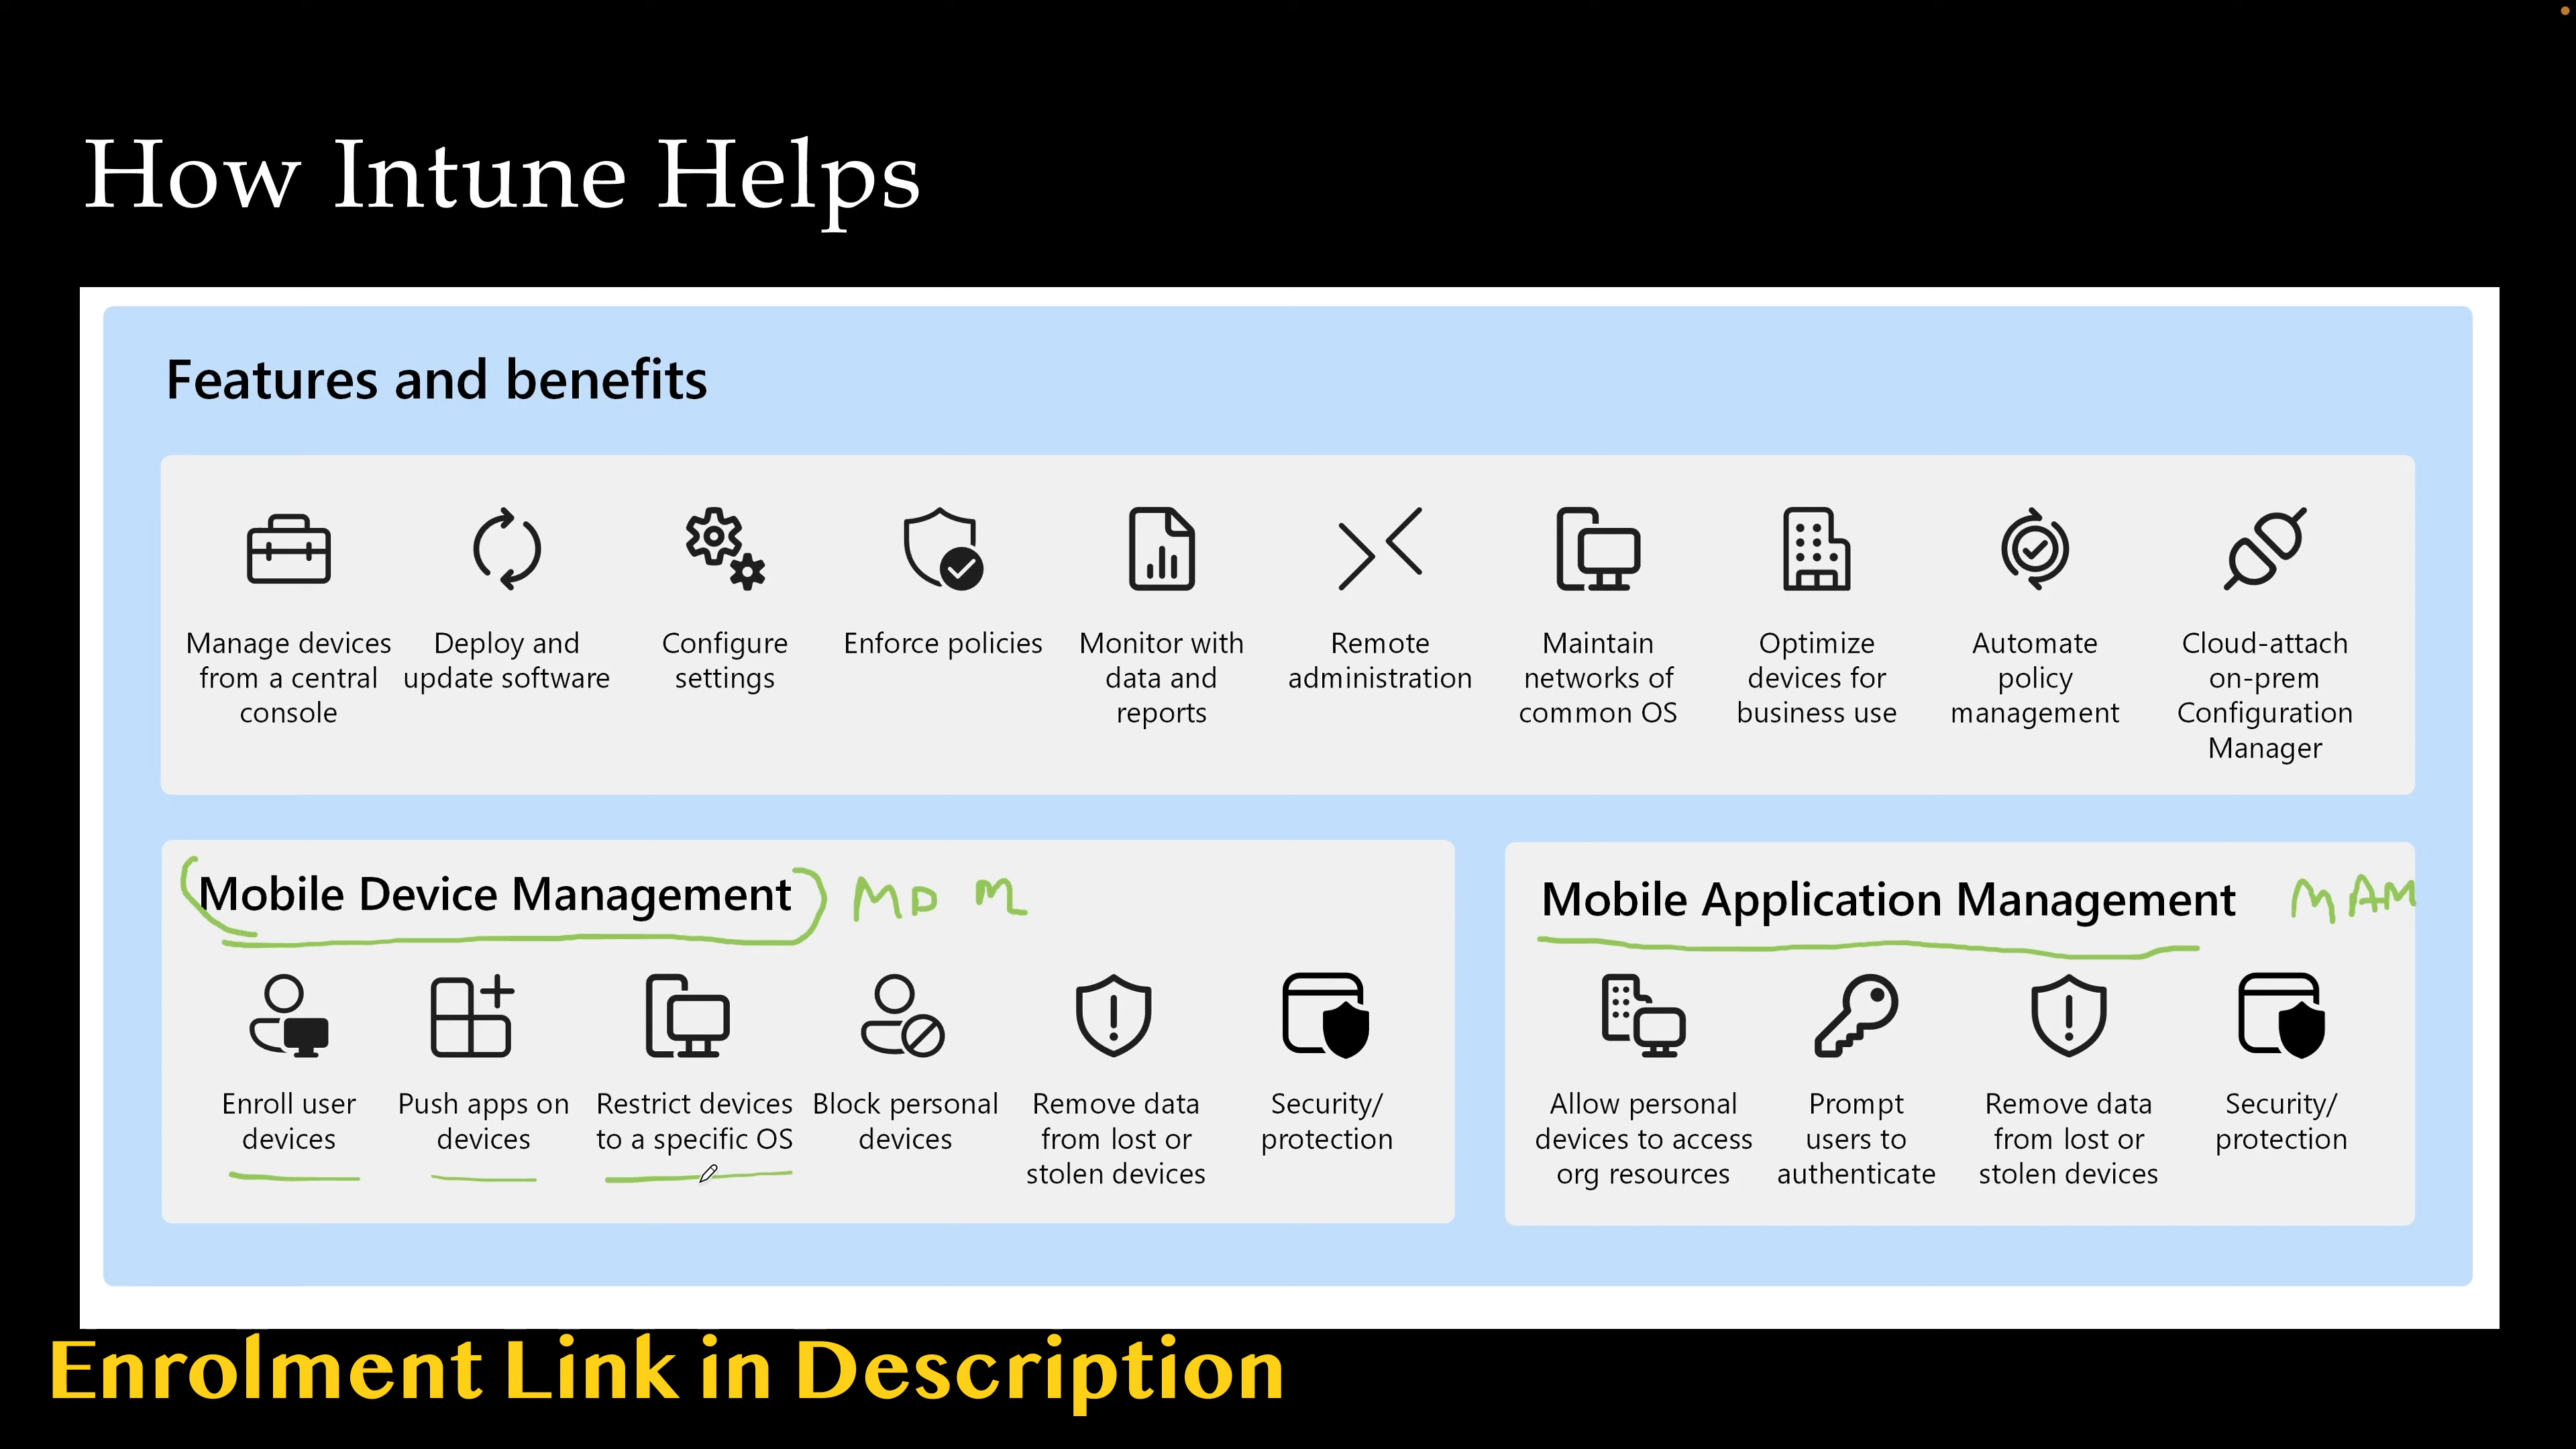 How Intune Helps
Features and benefits
Manage devices
from a central
console
Deploy and
update software
Configure
settings
Enforce policies
Monitor with
data and
reports
Remote
administration
Maintain
networks of
common OS
Optimize
devices for
business use
Automate
policy
management
Cloud-attach
on-prem
Configuration
Manager
Mobile Device Management MDM
Enroll user
devices
Push apps on
devices
Restrict devices
to a specific OS
Block personal
devices
Remove data
from lost or
stolen devices
Security/
protection
Mobile Application Management MAM
Allow personal
devices to access
org resources
Prompt
users to
authenticate
Remove data
from lost or
stolen devices
Security/
protection
Enrolment Link in Description